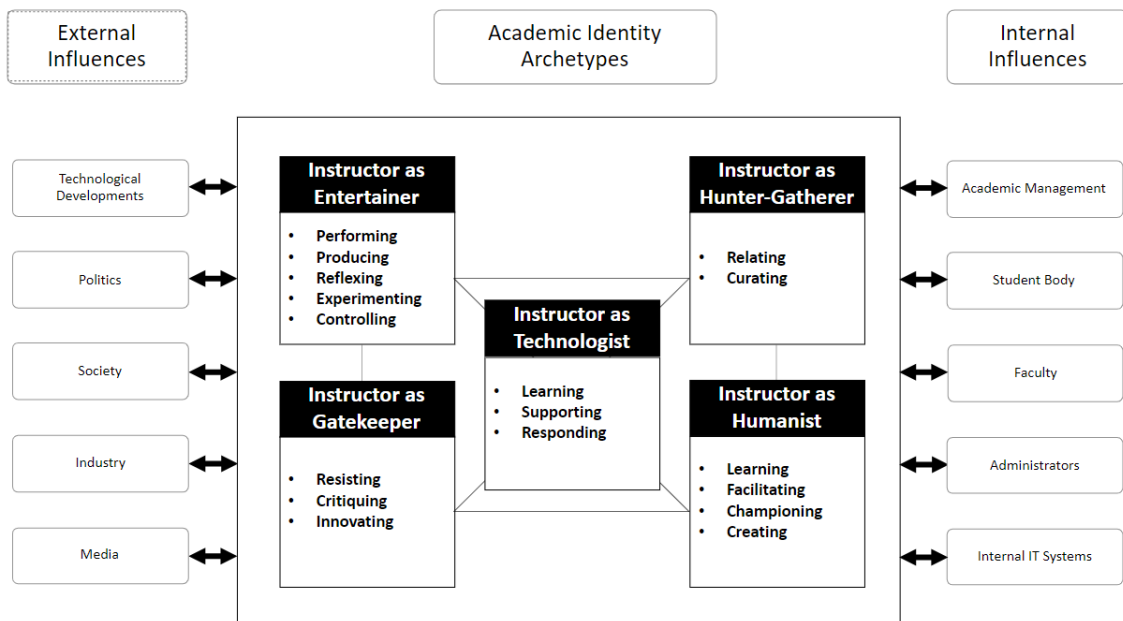 External
Influences
Academic Identity
Archetypes
Internal
Influences
Technological
Developments
Politics
Society
Industry
Media
Instructor as
Entertainer
• Performing
• Producing
• Reflexing
• Experimenting
• Controlling
Instructor as
Hunter-Gatherer
• Relating
• Curating
Instructor as
Technologist
• Learning
• Supporting
• Responding
Instructor as
Gatekeeper
• Resisting
• Critiquing
• Innovating
Instructor as
Humanist
• Learning
• Facilitating
• Championing
• Creating
Academic Management
Student Body
Faculty
Administrators
Internal IT Systems